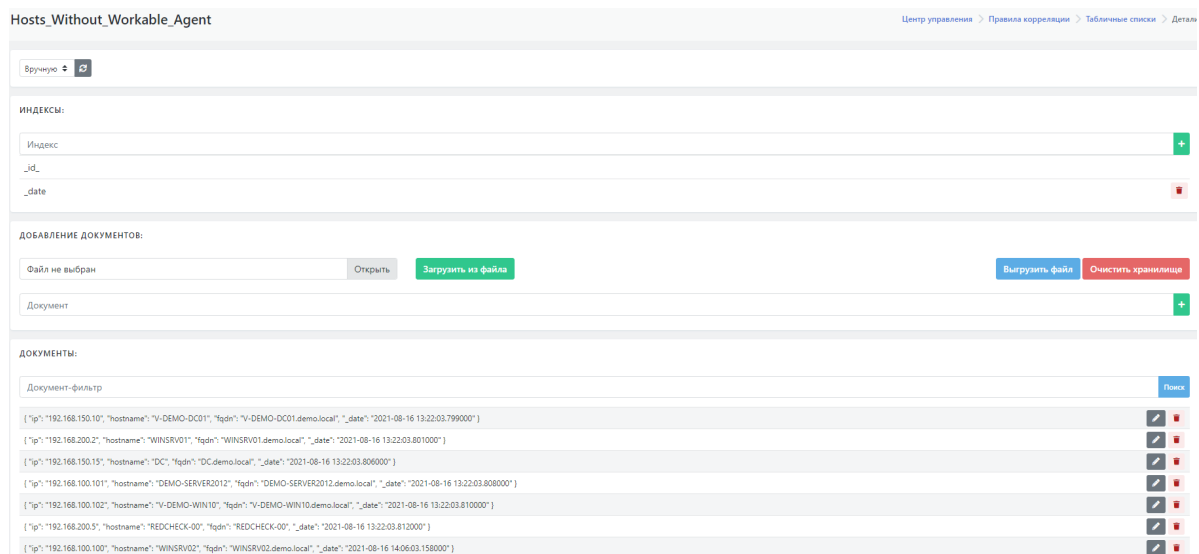 Hosts_Without_Workable_Agent
Центр управления > Правила корреляции > Табличные списки > Детали
Вручную
ИНДЕКСЫ:
Индекс
+
_id_
_date
ДОБАВЛЕНИЕ ДОКУМЕНТОВ:
Файл не выбран Открыть Загрузить из файла Выгрузить файл Очистить хранилище
Документ
+
ДОКУМЕНТЫ:
Документ-фильтр Поиск
{ "ip": "192.168.150.10", "hostname": "V-DEMO-DC01", "fqdn": "V-DEMO-DC01.demo.local", "_date": "2021-08-16 13:22:03.799000" }
{ "ip": "192.168.200.2", "hostname": "WINSRV01", "fqdn": "WINSRV01.demo.local", "_date": "2021-08-16 13:22:03.801000" }
{ "ip": "192.168.150.15", "hostname": "DC", "fqdn": "DC.demo.local", "_date": "2021-08-16 13:22:03.806000" }
{ "ip": "192.168.100.101", "hostname": "DEMO-SERVER2012", "fqdn": "DEMO-SERVER2012.demo.local", "_date": "2021-08-16 13:22:03.808000" }
{ "ip": "192.168.100.102", "hostname": "V-DEMO-WIN10", "fqdn": "V-DEMO-WIN10.demo.local", "_date": "2021-08-16 13:22:03.810000" }
{ "ip": "192.168.200.5", "hostname": "REDCHECK-00", "fqdn": "REDCHECK-00", "_date": "2021-08-16 13:22:03.812000" }
{ "ip": "192.168.100.100", "hostname": "WINSRV02", "fqdn": "WINSRV02.demo.local", "_date": "2021-08-16 14:06:03.158000" }